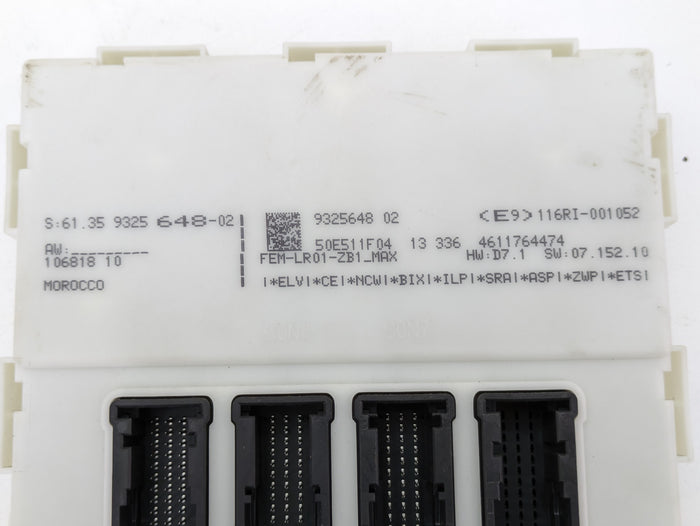 S:61.35 9325 648-02
AW:_________
106818 10
MOROCCO
9325648 02
<E9>116RI-001052
50E511F04 13 336 4611764474
FEM-LR01-ZB1_MAX HW:D7.1 SW:07.152.10
|*ELV|*CE|*NCW|*BIX|*ILP|*SRA|*ASP|*ZWP|*ETS|